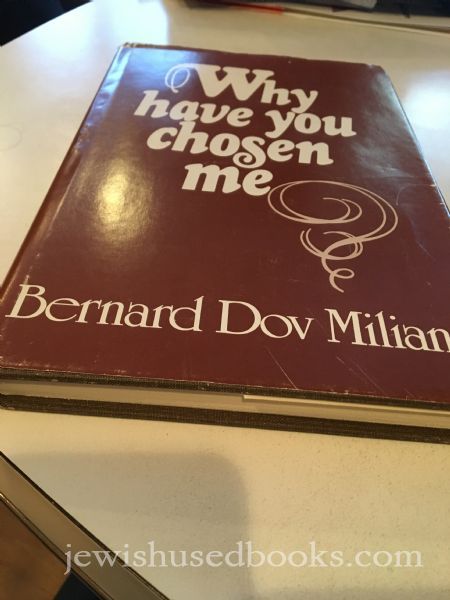 Why
have you
chosen
me
Bernard Dov Milian
jewishusedbooks.com